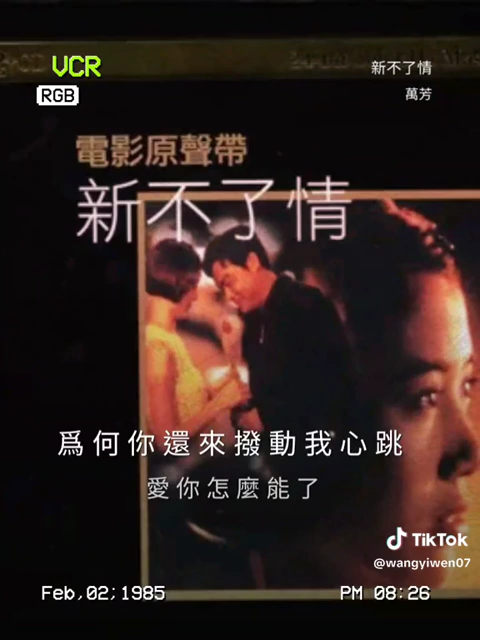 VCR
新不了情
RGB
萬芳
電影原聲帶
新不了情
爲何你還來撥動我心跳
愛你怎麼能了
TikTok
@wangyiwen07
Feb,02;1985
PM 08:26